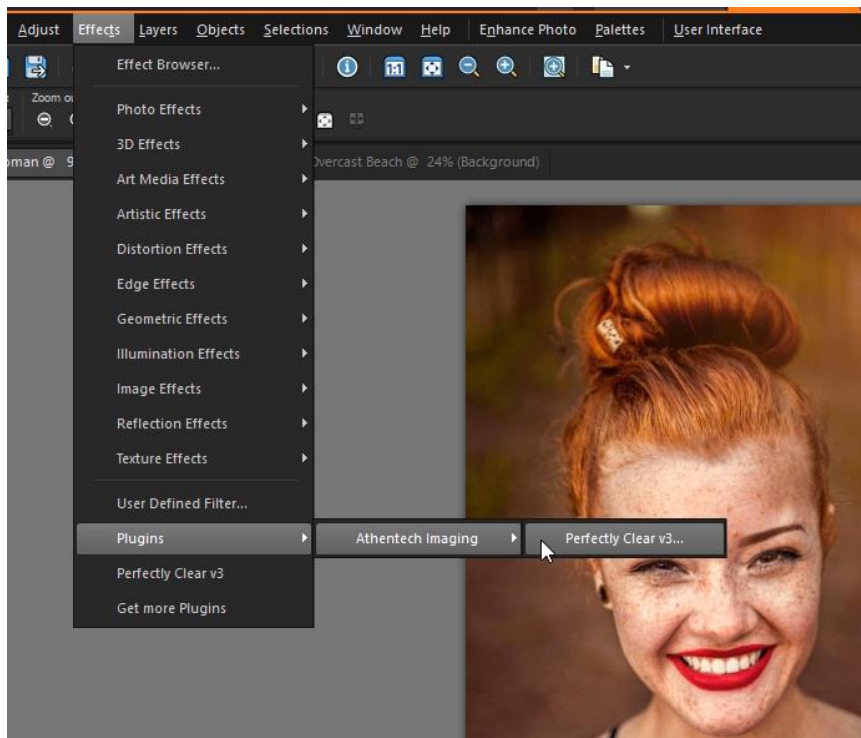 Adjust Effects Layers Objects Selections Window Help Enhance Photo Palettes User Interface
Effect Browser...
1:1
Zoom
Photo Effects
3D Effects
@ 9
Overcast Beach @ 24% (Background)
Art Media Effects
Artistic Effects
Distortion Effects
Edge Effects
Geometric Effects
Illumination Effects
Image Effects
Reflection Effects
Texture Effects
User Defined Filter...
Plugins Athentech Imaging Perfectly Clear v3...
Perfectly Clear v3
Get more Plugins